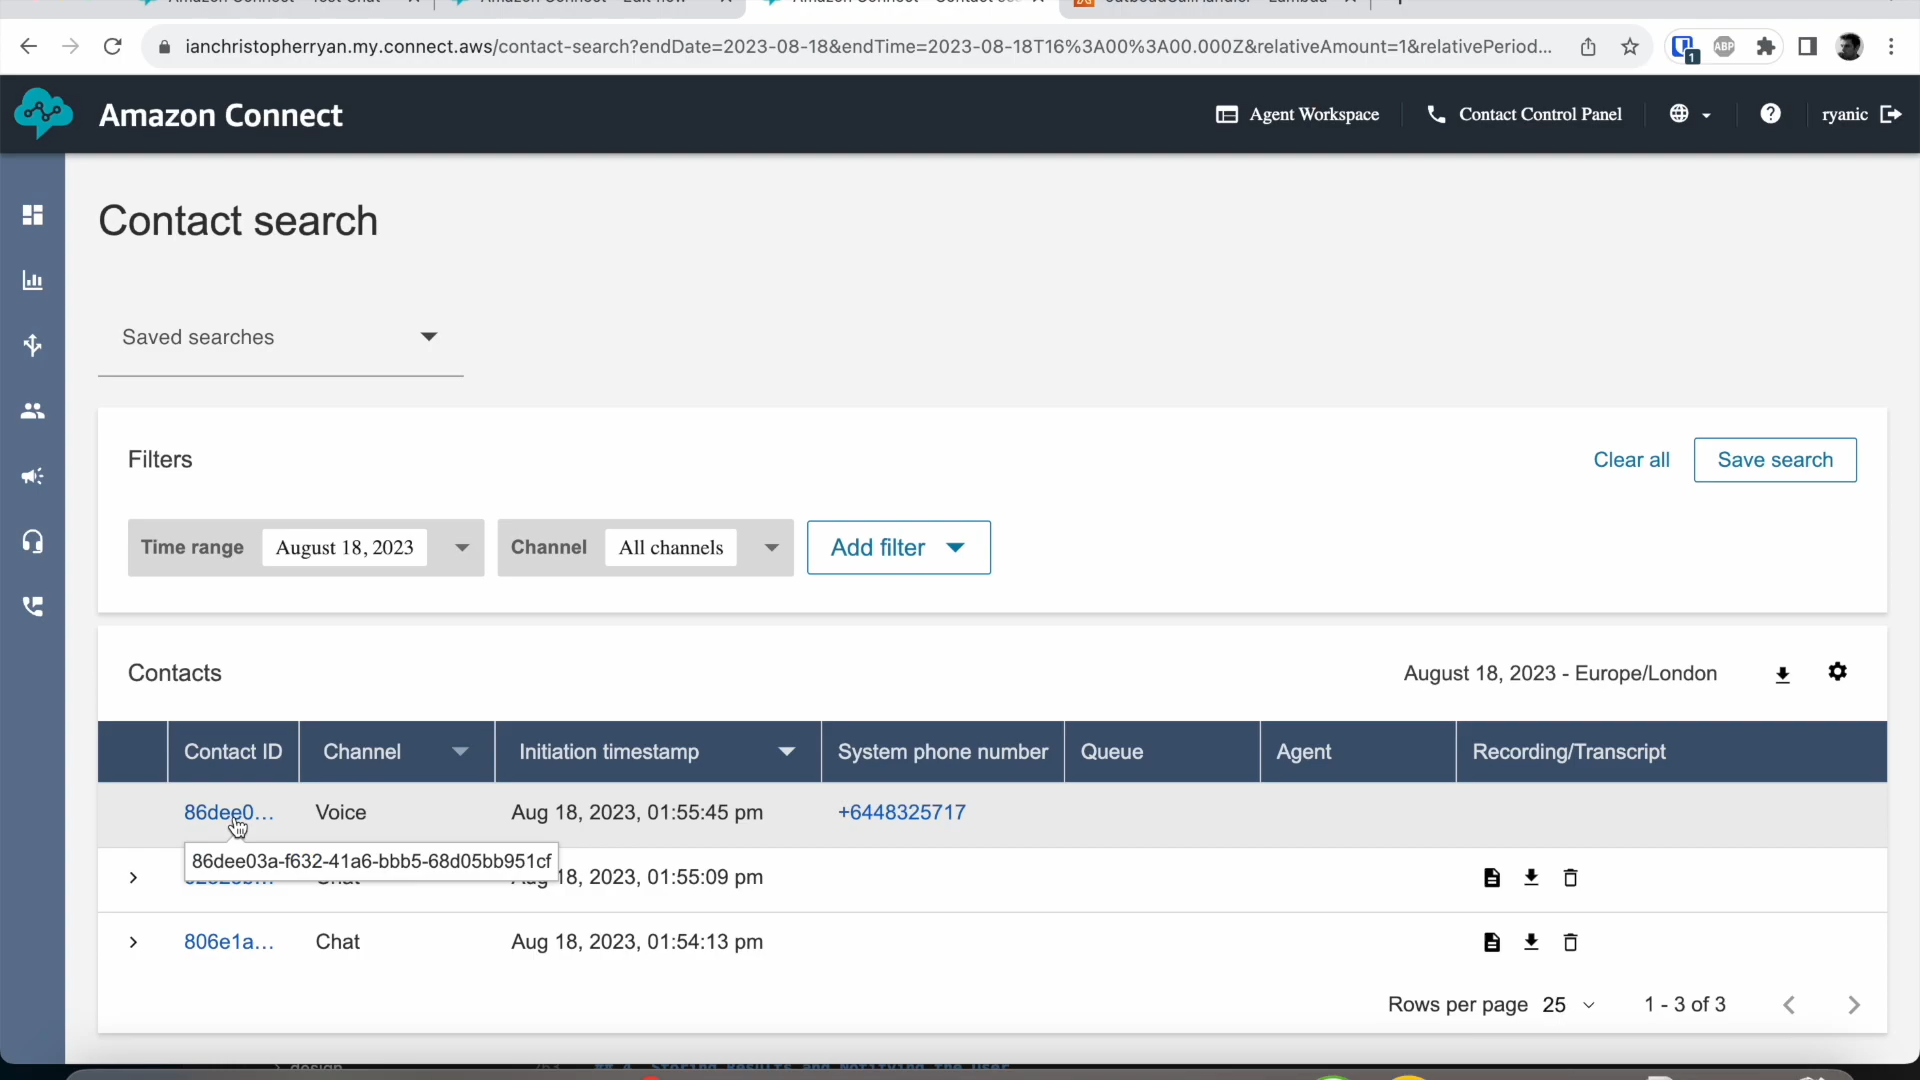 ianchristopherryan.my.connect.aws/contact-search?endDate=2023-08-18&endTime=2023-08-18T16%3A00%3A00.000Z&relativeAmount=1&relativePeriod...
1
ABP
Amazon Connect
Agent Workspace
Contact Control Panel
ryanic
Contact search
Saved searches
Filters
Clear all
Save search
Time range
August 18, 2023
Channel
All channels
Add filter
Contacts
August 18, 2023 - Europe/London
Contact ID
Channel
Initiation timestamp
System phone number
Queue
Agent
Recording/Transcript
86dee0...
Voice
Aug 18, 2023, 01:55:45 pm
+6448325717
86dee03a-f632-41a6-bbb5-68d05bb951cf
Chat
Aug 18, 2023, 01:55:09 pm
806e1a...
Chat
Aug 18, 2023, 01:54:13 pm
Rows per page 25
1 - 3 of 3